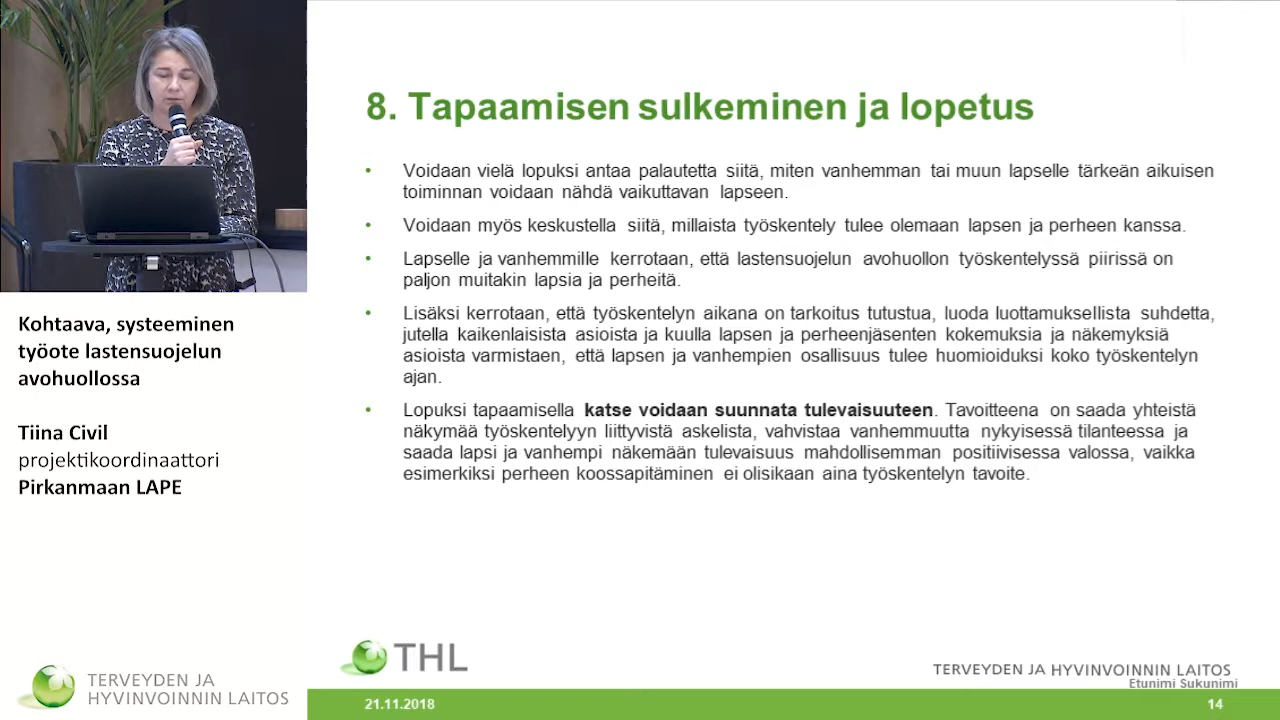 8. Tapaamisen sulkeminen ja lopetus
• Voidaan vielä lopuksi antaa palautetta siitä, miten vanhemman tai muun lapselle tärkeän aikuisen
toiminnan voidaan nähdä vaikuttavan lapseen.
• Voidaan myös keskustella siitä, millaista työskentely tulee olemaan lapsen ja perheen kanssa.
• Lapselle ja vanhemmille kerrotaan, että lastensuojelun avohuollon työskentelyssä piirissä on
paljon muitakin lapsia ja perheitä.
• Lisäksi kerrotaan, että työskentelyn aikana on tarkoitus tutustua, luoda luottamuksellista suhdetta,
jutella kaikenlaisista asioista ja kuulla lapsen ja perheenjäsenten kokemuksia ja näkemyksiä
asioista varmistaen, että lapsen ja vanhempien osallisuus tulee huomioiduksi koko työskentelyn
ajan.
• Lopuksi tapaamisella katse voidaan suunnata tulevaisuuteen. Tavoitteena on saada yhteistä
näkymää työskentelyyn liittyvistä askelista, vahvistaa vanhemmuutta nykyisessä tilanteessa ja
saada lapsi ja vanhempi näkemään tulevaisuus mahdollisemman positiivisessa valossa, vaikka
esimerkiksi perheen koossapitäminen ei olisikaan aina työskentelyn tavoite.
Kohtaava, systeeminen
työote lastensuojelun
avohuollossa
Tiina Civil
projektikoordinaattori
Pirkanmaan LAPE
TERVEYDEN JA
HYVINVOINNIN LAITOS
THL
TERVEYDEN JA HYVINVOINNIN LAITOS
Etunimi Sukunimi
21.11.2018
14